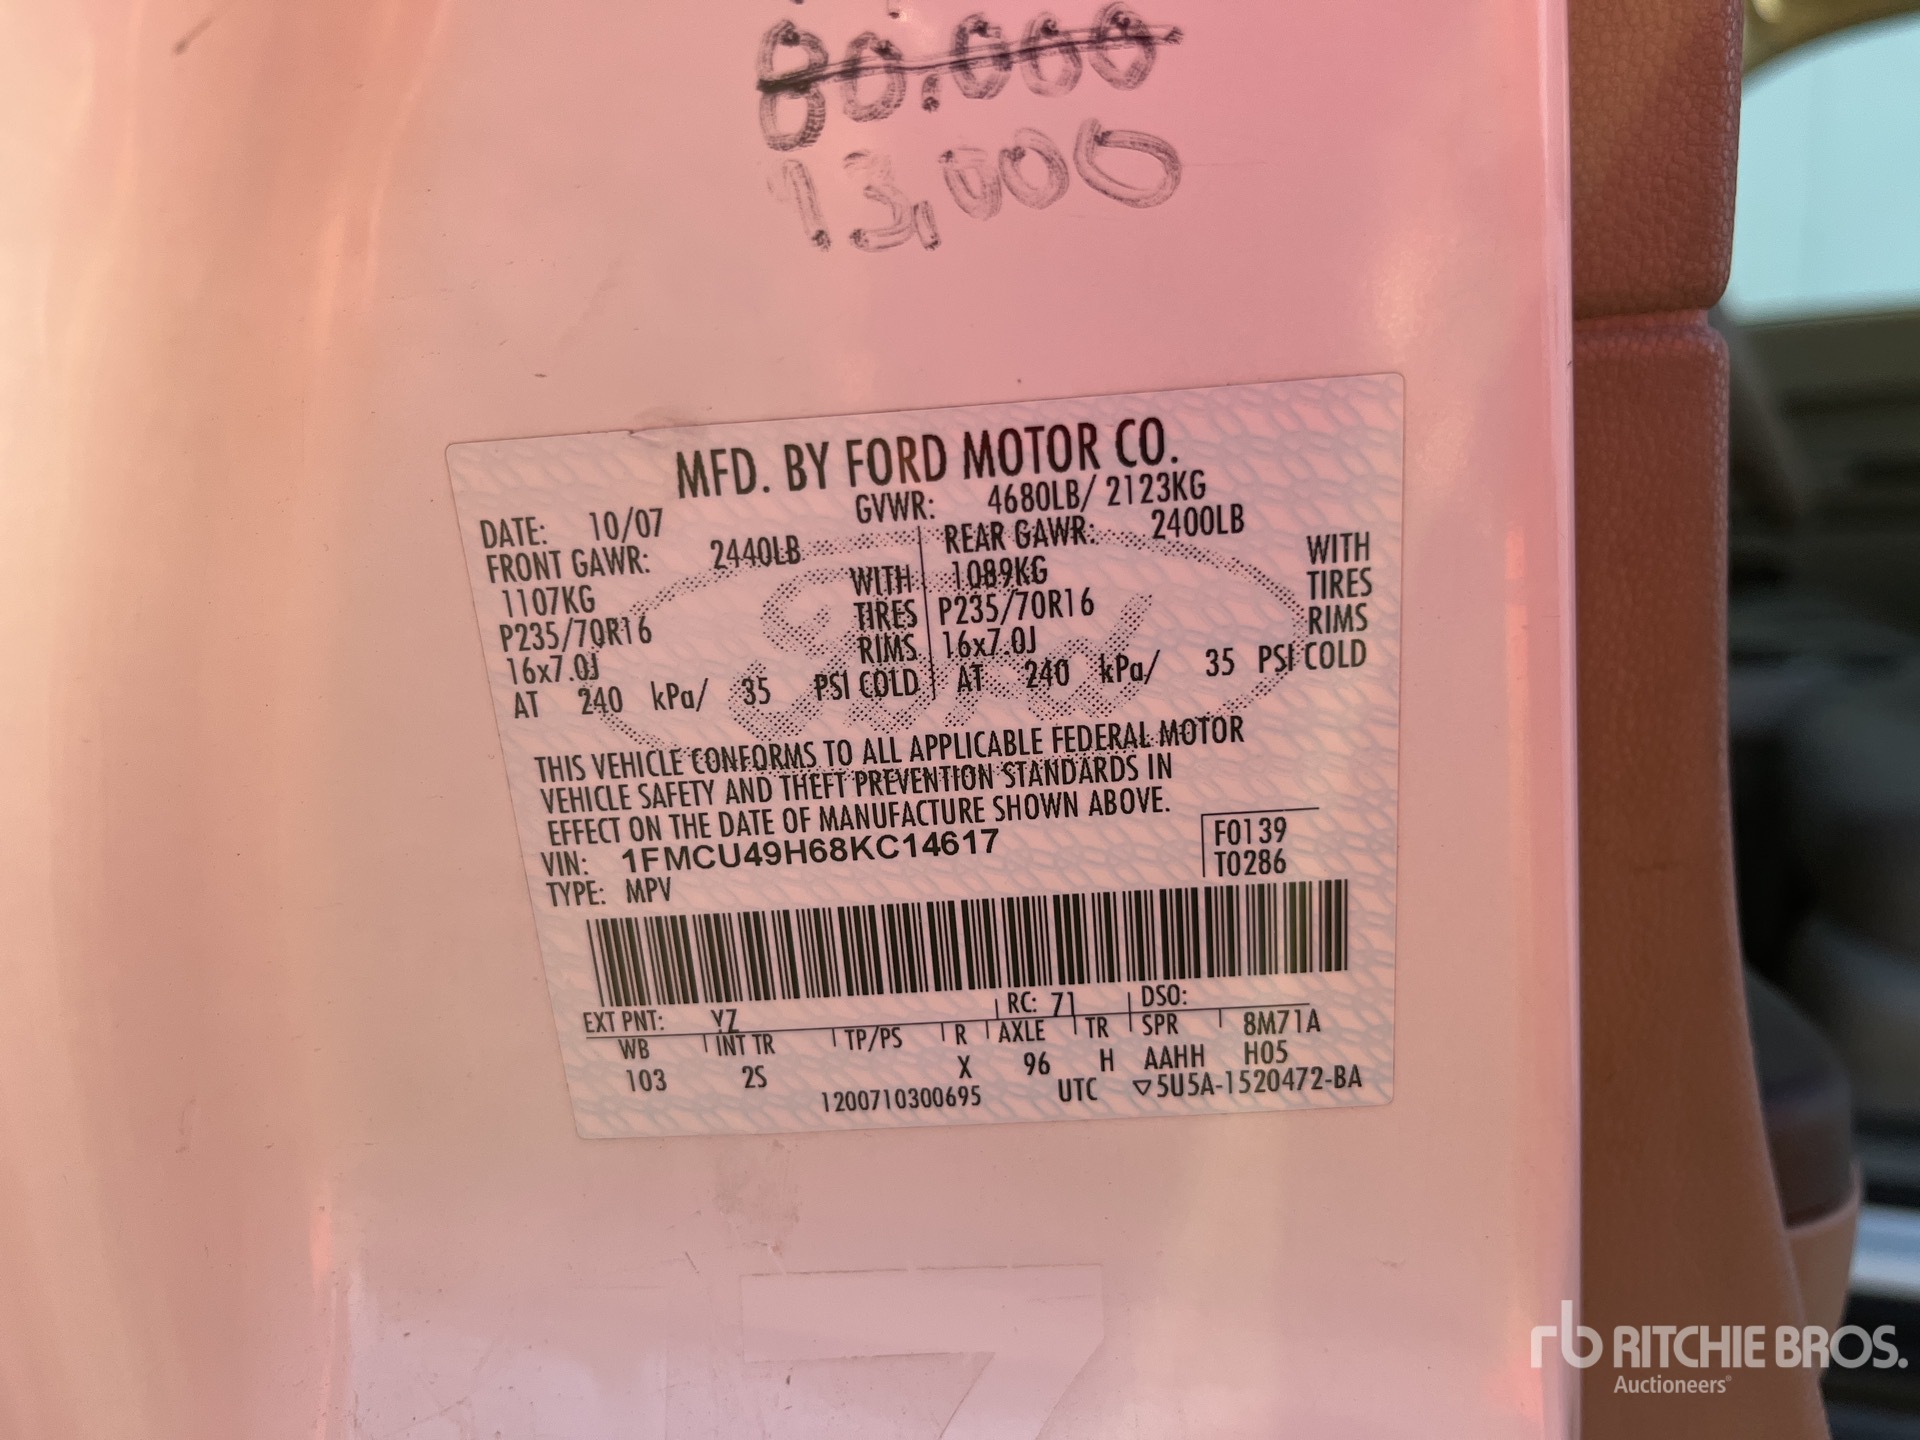 80.000
13,000
MFD. BY FORD MOTOR CO.
DATE: 10/07 GVWR: 4680LB/ 2123KG
FRONT GAWR: 2440LB REAR GAWR: 2400LB
1107KG WITH 1089KG WITH
P235/70R16 TIRES P235/70R16 TIRES
16x7.0J RIMS 16x7.0J RIMS
AT 240 kPa/ 35 PSI COLD AT 240 kPa/ 35 PSI COLD
THIS VEHICLE CONFORMS TO ALL APPLICABLE FEDERAL MOTOR
VEHICLE SAFETY AND THEFT PREVENTION STANDARDS IN
EFFECT ON THE DATE OF MANUFACTURE SHOWN ABOVE.
VIN: 1FMCU49H68KC14617 F0139
TYPE: MPV T0286
EXT PNT: YZ RC: 71 DSO:
WB INT TR TP/PS R AXLE TR SPR 8M71A
103 2S X 96 H AAHH H05
1200710300695 UTC ▽5U5A-1520472-BA
rb RITCHIE BROS.
Auctioneers